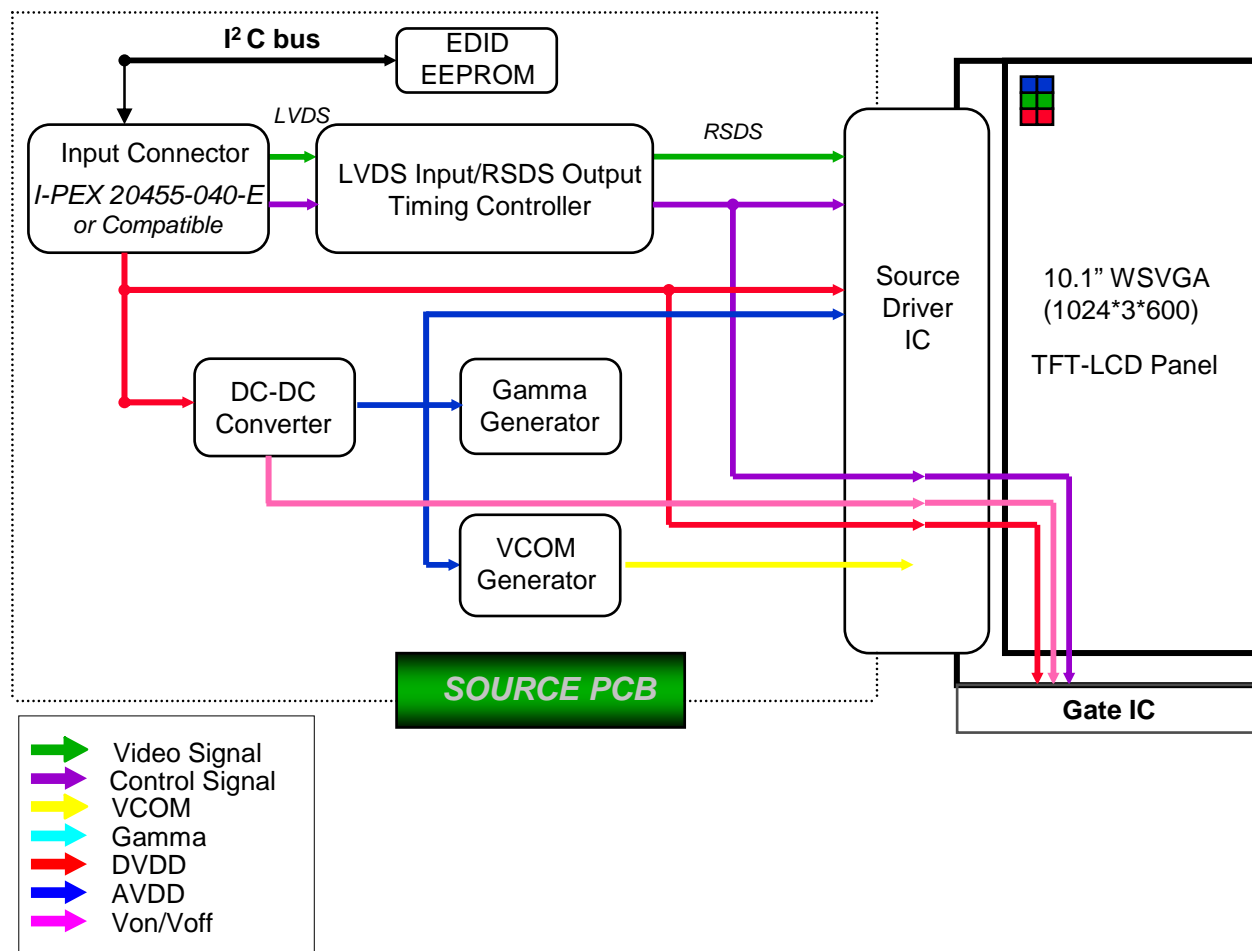 I² C bus
EDID
EEPROM
LVDS
RSDS
Input Connector
I-PEX 20455-040-E
or Compatible
LVDS Input/RSDS Output
Timing Controller
Source
Driver
IC
10.1” WSVGA
(1024*3*600)
TFT-LCD Panel
DC-DC
Converter
Gamma
Generator
VCOM
Generator
SOURCE PCB
Gate IC
Video Signal
Control Signal
VCOM
Gamma
DVDD
AVDD
Von/Voff